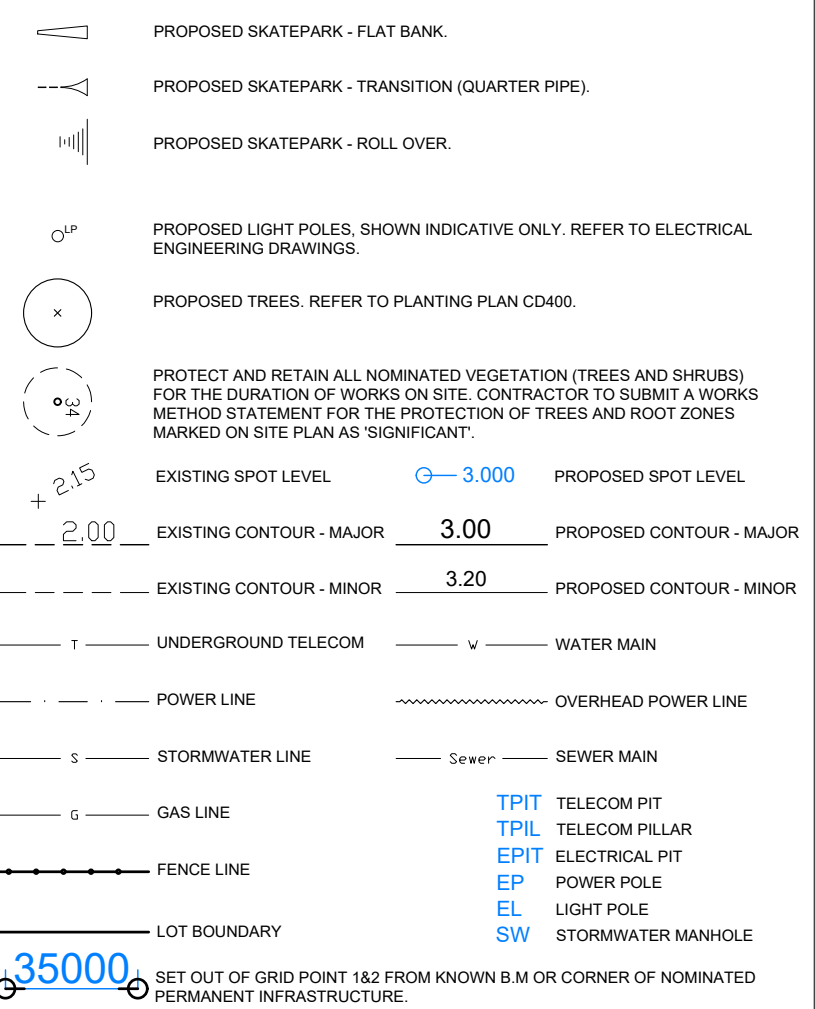 PROPOSED SKATEPARK - FLAT BANK.
PROPOSED SKATEPARK - TRANSITION (QUARTER PIPE).
PROPOSED SKATEPARK - ROLL OVER.
LP
PROPOSED LIGHT POLES, SHOWN INDICATIVE ONLY. REFER TO ELECTRICAL
ENGINEERING DRAWINGS.
PROPOSED TREES. REFER TO PLANTING PLAN CD400.
34
PROTECT AND RETAIN ALL NOMINATED VEGETATION (TREES AND SHRUBS)
FOR THE DURATION OF WORKS ON SITE. CONTRACTOR TO SUBMIT A WORKS
METHOD STATEMENT FOR THE PROTECTION OF TREES AND ROOT ZONES
MARKED ON SITE PLAN AS 'SIGNIFICANT'.
+ 2.15 EXISTING SPOT LEVEL
3.000 PROPOSED SPOT LEVEL
2.00 EXISTING CONTOUR - MAJOR
3.00 PROPOSED CONTOUR - MAJOR
EXISTING CONTOUR - MINOR
3.20 PROPOSED CONTOUR - MINOR
T UNDERGROUND TELECOM
W WATER MAIN
POWER LINE
OVERHEAD POWER LINE
S STORMWATER LINE
Sewer SEWER MAIN
G GAS LINE
FENCE LINE
LOT BOUNDARY
TPIT TELECOM PIT
TPIL TELECOM PILLAR
EPIT ELECTRICAL PIT
EP POWER POLE
EL LIGHT POLE
SW STORMWATER MANHOLE
35000 SET OUT OF GRID POINT 1&2 FROM KNOWN B.M OR CORNER OF NOMINATED
PERMANENT INFRASTRUCTURE.